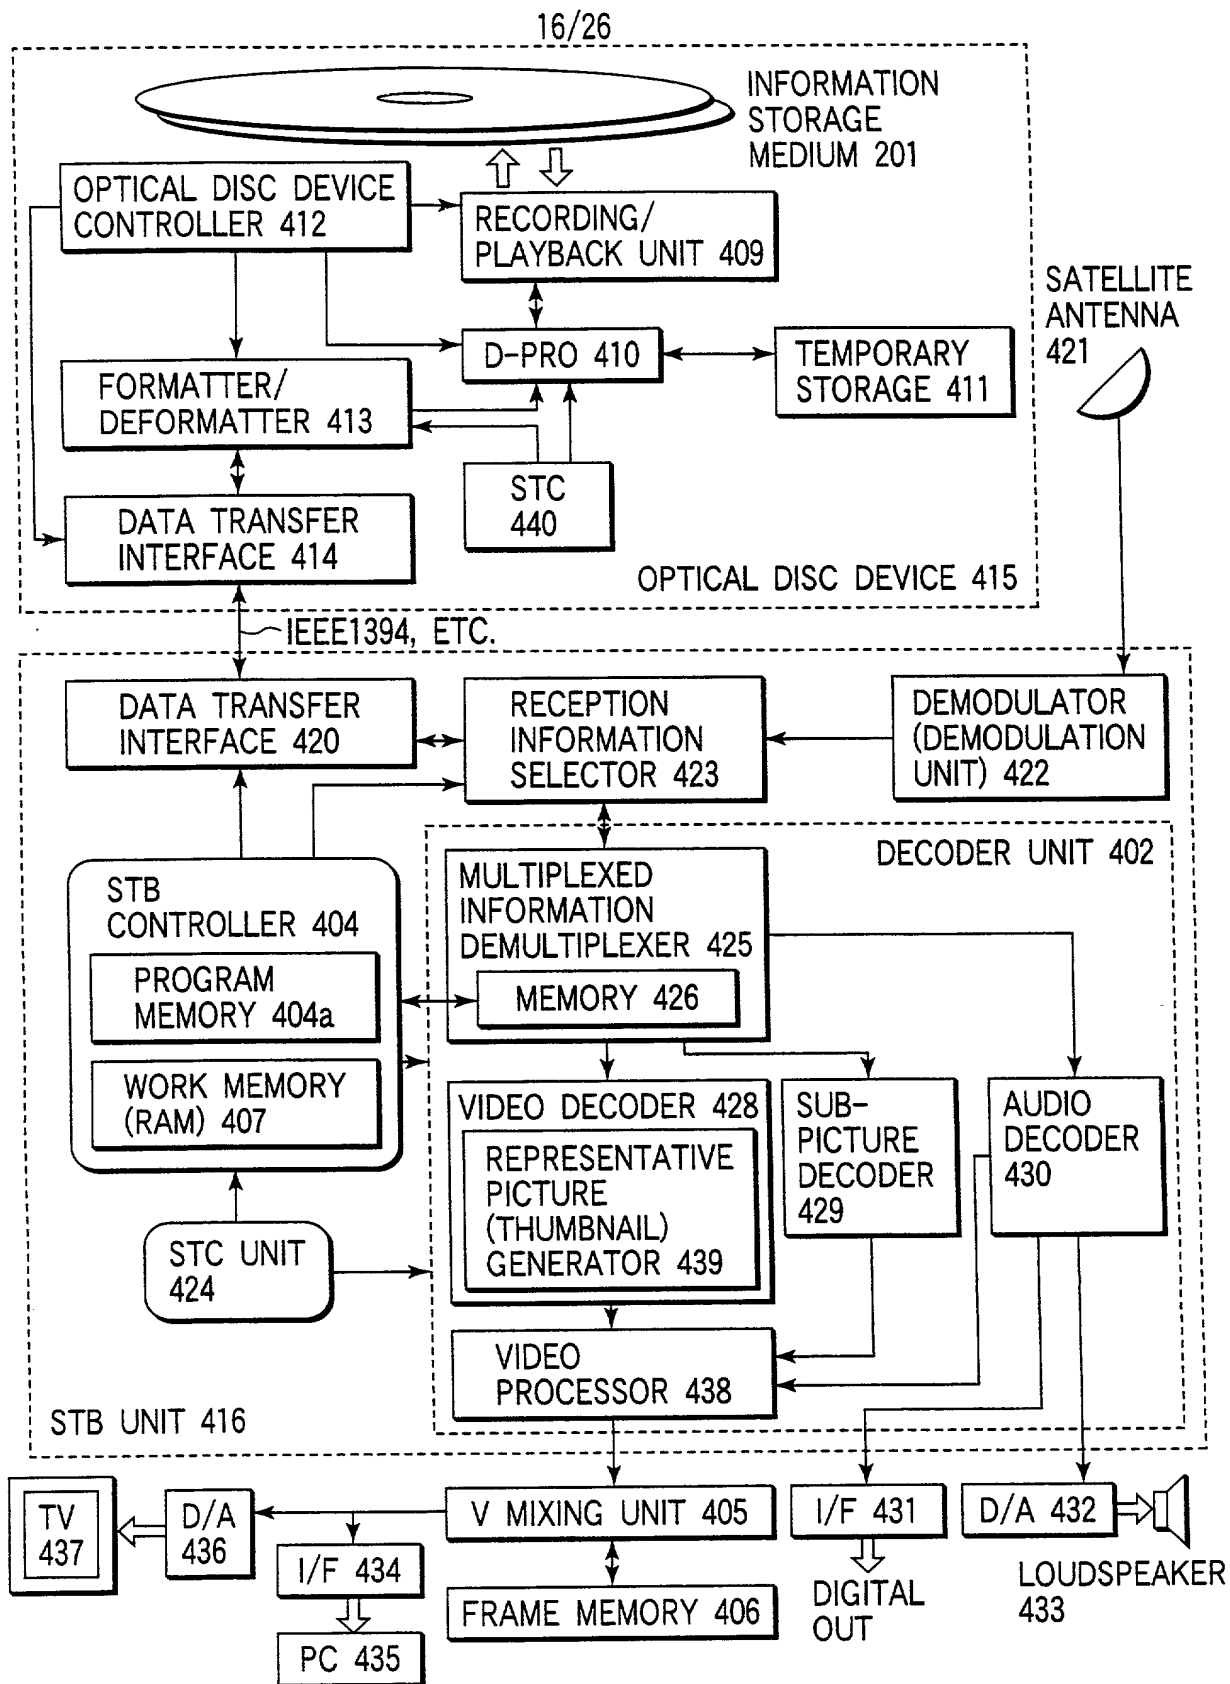 16/26
INFORMATION
STORAGE
MEDIUM 201
OPTICAL DISC DEVICE
CONTROLLER 412
RECORDING/
PLAYBACK UNIT 409
SATELLITE
ANTENNA
421
D-PRO 410
TEMPORARY
STORAGE 411
FORMATTER/
DEFORMATTER 413
STC
440
DATA TRANSFER
INTERFACE 414
OPTICAL DISC DEVICE 415
IEEE1394, ETC.
DATA TRANSFER
INTERFACE 420
RECEPTION
INFORMATION
SELECTOR 423
DEMODULATOR
(DEMODULATION
UNIT) 422
DECODER UNIT 402
STB
CONTROLLER 404
PROGRAM
MEMORY 404a
WORK MEMORY
(RAM) 407
MULTIPLEXED
INFORMATION
DEMULTIPLEXER 425
MEMORY 426
VIDEO DECODER 428
REPRESENTATIVE
PICTURE
(THUMBNAIL)
GENERATOR 439
SUB-
PICTURE
DECODER
429
AUDIO
DECODER
430
STC UNIT
424
VIDEO
PROCESSOR 438
STB UNIT 416
TV
437
D/A
436
V MIXING UNIT 405
I/F 431
D/A 432
I/F 434
FRAME MEMORY 406
DIGITAL
OUT
LOUDSPEAKER
433
PC 435